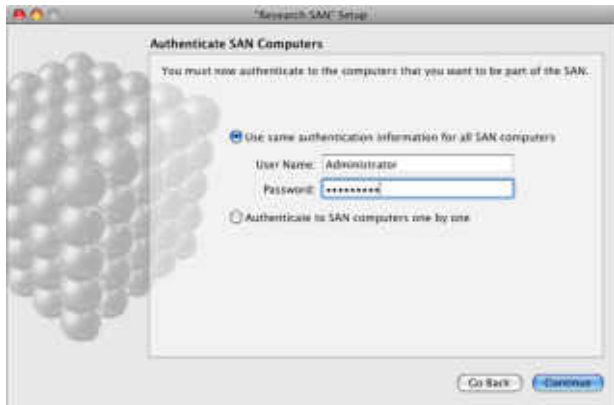 "Research SAN" Setup
Authenticate SAN Computers
You must now authenticate to the computers that you want to be part of the SAN.
Use same authentication information for all SAN computers
User Name: Administrator
Password: •••••••••
Authenticate to SAN computers one by one
Go Back Continue